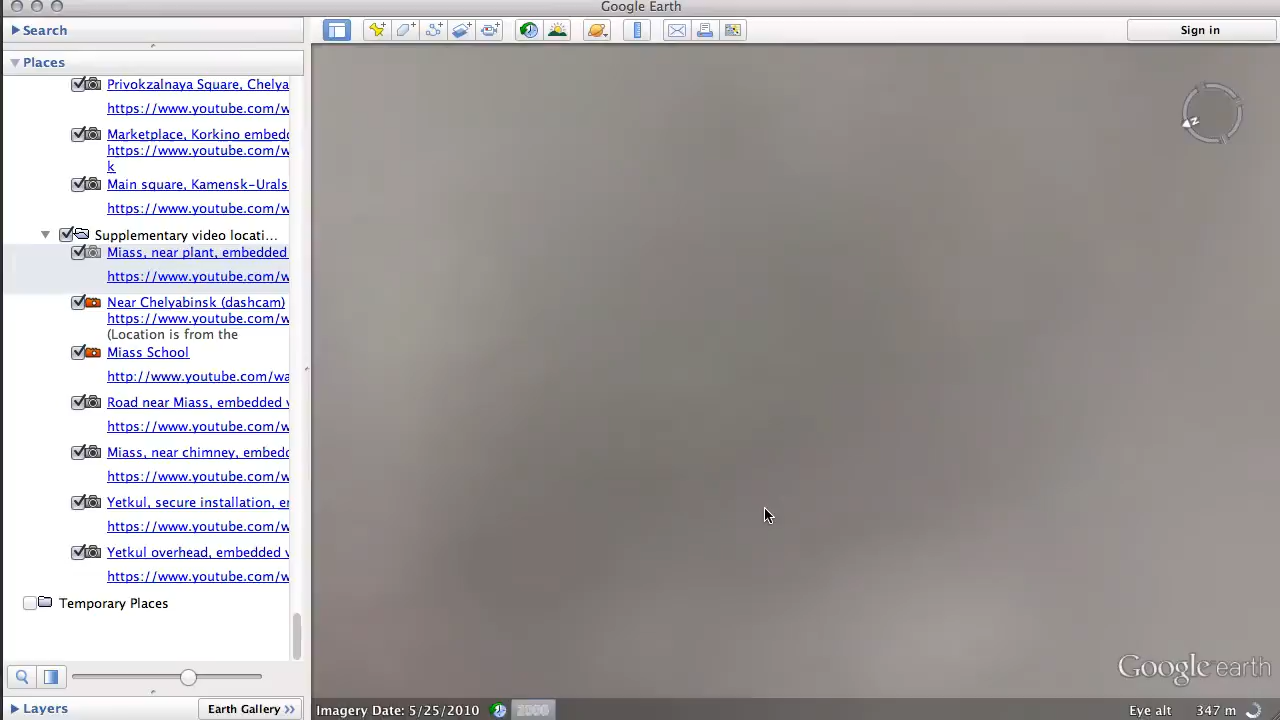 Google Earth
Search
Sign in
Places
Privokzalnaya Square, Chelya
https://www.youtube.com/w
Marketplace, Korkino embedd
https://www.youtube.com/w
k
Main square, Kamensk-Urals
https://www.youtube.com/w
Supplementary video locati...
Miass, near plant, embedded
https://www.youtube.com/w
Near Chelyabinsk (dashcam)
https://www.youtube.com/w
(Location is from the
Miass School
http://www.youtube.com/wa
Road near Miass, embedded v
https://www.youtube.com/w
Miass, near chimney, embedd
https://www.youtube.com/w
Yetkul, secure installation, en
https://www.youtube.com/w
Yetkul overhead, embedded v
https://www.youtube.com/w
Temporary Places
Google earth
Layers
Earth Gallery >>
Imagery Date: 5/25/2010
Eye alt 347 m